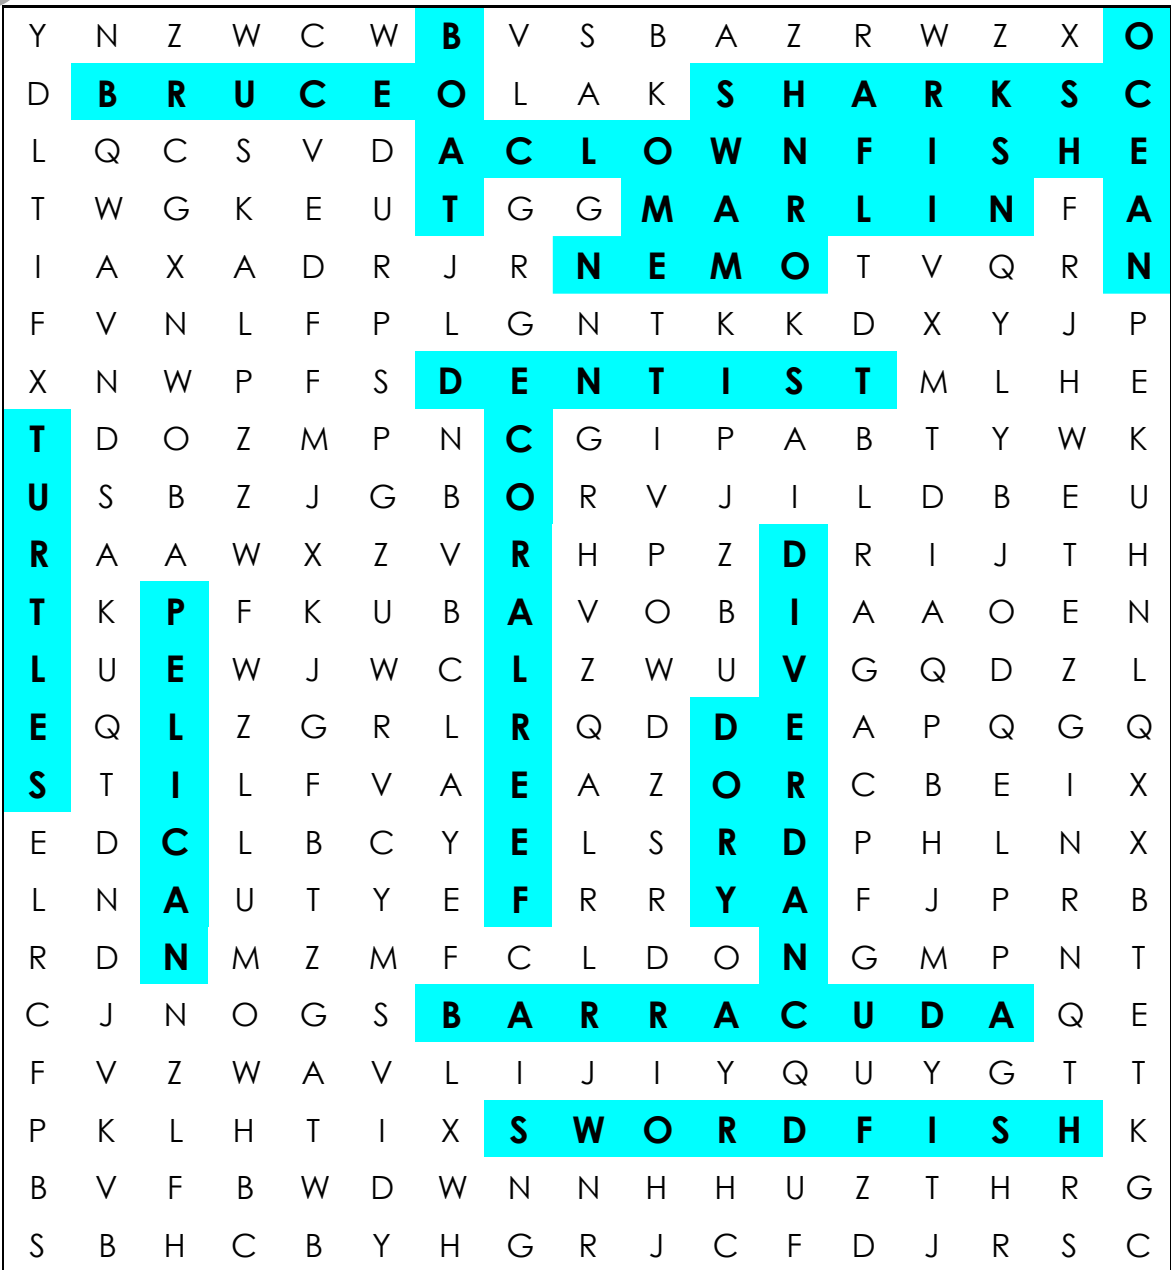 Y N Z W C W B V S B A Z R W Z X O
D B R U C E O L A K S H A R K S C
L Q C S V D A C L O W N F I S H E
T W G K E U T G G M A R L I N F A
I A X A D R J R N E M O T V Q R N
F V N L F P L G N T K K D X Y J P
X N W P F S D E N T I S T M L H E
T D O Z M P N C G I P A B T Y W K
U S B Z J G B O R V J I L D B E U
R A A W X Z V R H P Z D R I J T H
T K P F K U B A V O B I A A O E N
L U E W J W C L Z W U V G Q D Z L
E Q L Z G R L R Q D D E A P Q G Q
S T I L F V A E A Z O R C B E I X
E D C L B C Y E L S R D P H L N X
L N A U T Y E F R R Y A F J P R B
R D N M Z M F C L D O N G M P N T
C J N O G S B A R R A C U D A Q E
F V Z W A V L I J I Y Q U Y G T T
P K L H T I X S W O R D F I S H K
B V F B W D W N N H H U Z T H R G
S B H C B Y H G R J C F D J R S C